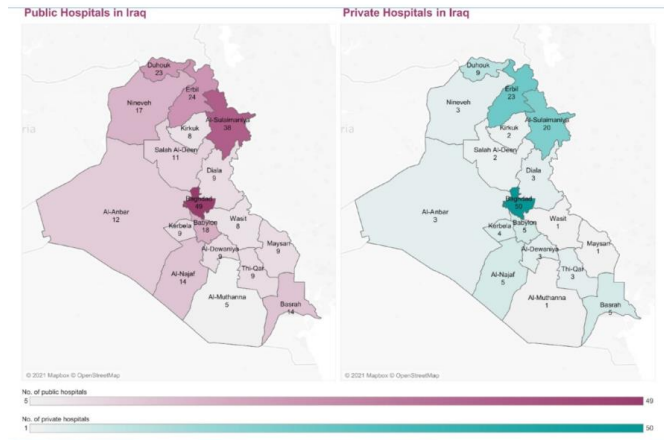 Public Hospitals in Iraq
Duhouk
23
Erbil
24
Nineveh
17
Al-Sulaimaniya
38
Kirkuk
8
Salah Al-Deen
11
Diala
9
Baghdad
49
Al-Anbar
12
Wasit
8
Kerbela
9
Babylon
18
Al-Dewaniya
9
Maysan
9
Al-Najaf
14
Thi-Qar
9
Al-Muthanna
5
Basrah
14
© 2021 Mapbox © OpenStreetMap
Private Hospitals in Iraq
ria
Duhouk
9
Erbil
23
Nineveh
3
Al-Sulaimaniya
20
Kirkuk
2
Salah Al-Deen
2
Diala
3
Baghdad
50
Al-Anbar
3
Wasit
1
Kerbela
4
Babylon
5
Al-Dewaniya
3
Maysan
1
Al-Najaf
5
Thi-Qar
3
Al-Muthanna
1
Basrah
5
© 2021 Mapbox © OpenStreetMap
No. of public hospitals
5 49
No. of private hospitals
1 50